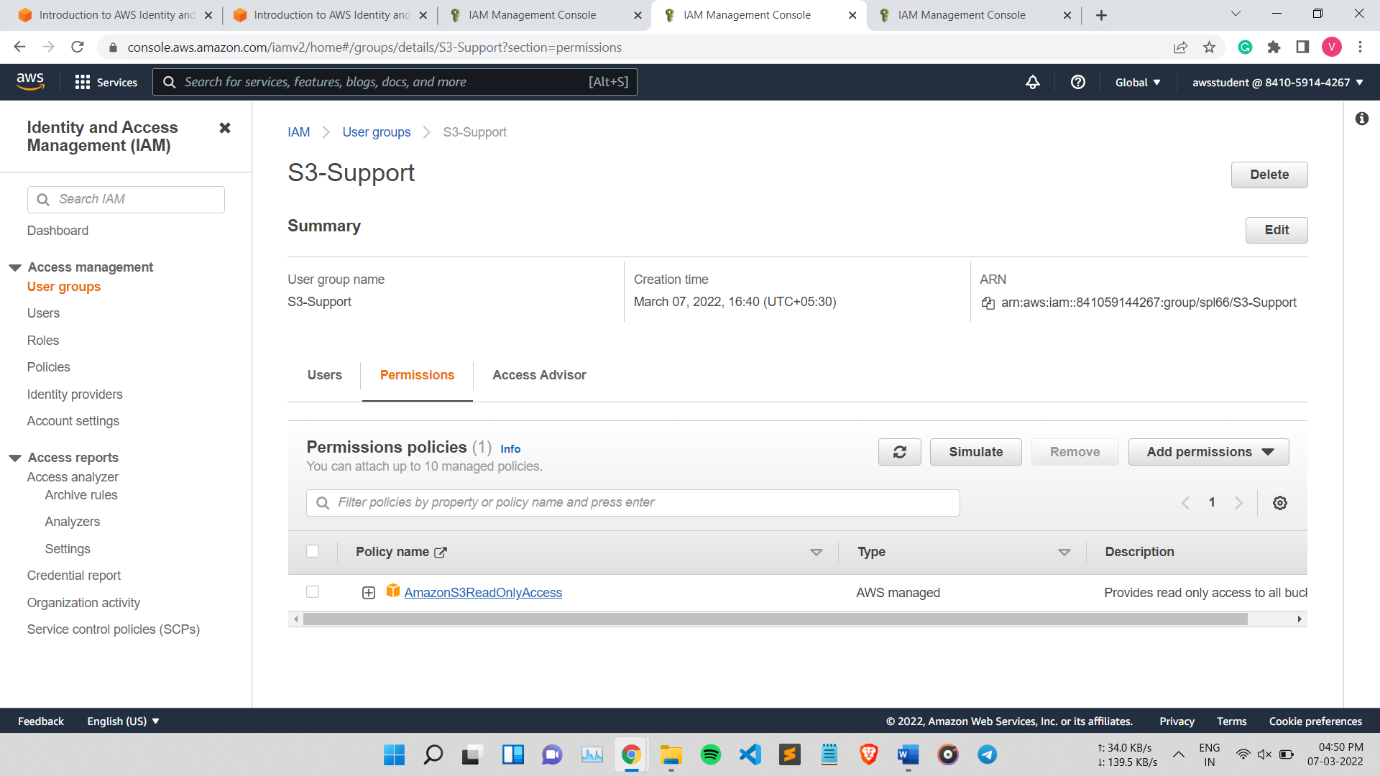 Introduction to AWS Identity and
Introduction to AWS Identity and
IAM Management Console
IAM Management Console
IAM Management Console
console.aws.amazon.com/iamv2/home#/groups/details/S3-Support?section=permissions
V
aws
Services
Search for services, features, blogs, docs, and more
[Alt+S]
Global
awsstudent @ 8410-5914-4267
Identity and Access
Management (IAM)
Search IAM
Dashboard
Access management
User groups
Users
Roles
Policies
Identity providers
Account settings
Access reports
Access analyzer
Archive rules
Analyzers
Settings
Credential report
Organization activity
Service control policies (SCPs)
IAM
User groups
S3-Support
S3-Support
Delete
Summary
Edit
User group name
S3-Support
Creation time
March 07, 2022, 16:40 (UTC+05:30)
ARN
arn:aws:iam::841059144267:group/spl66/S3-Support
Users
Permissions
Access Advisor
Permissions policies (1) Info
You can attach up to 10 managed policies.
Simulate
Remove
Add permissions
Filter policies by property or policy name and press enter
1
Policy name
Type
Description
AmazonS3ReadOnlyAccess
AWS managed
Provides read only access to all buck
Feedback
English (US)
© 2022, Amazon Web Services, Inc. or its affiliates.
Privacy
Terms
Cookie preferences
↑: 34.0 KB/s
↓: 139.5 KB/s
ENG
IN
04:50 PM
07-03-2022